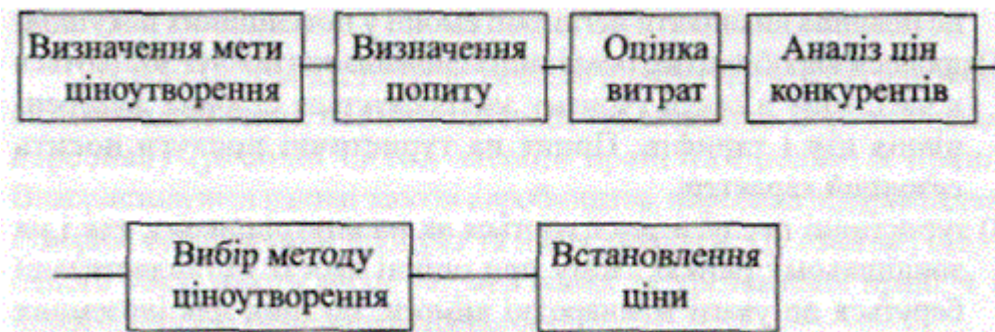 Визначення мети
ціноутворення
Визначення
попиту
Оцінка
витрат
Аналіз цін
конкурентів
Вибір методу
ціноутворення
Встановлення
ціни